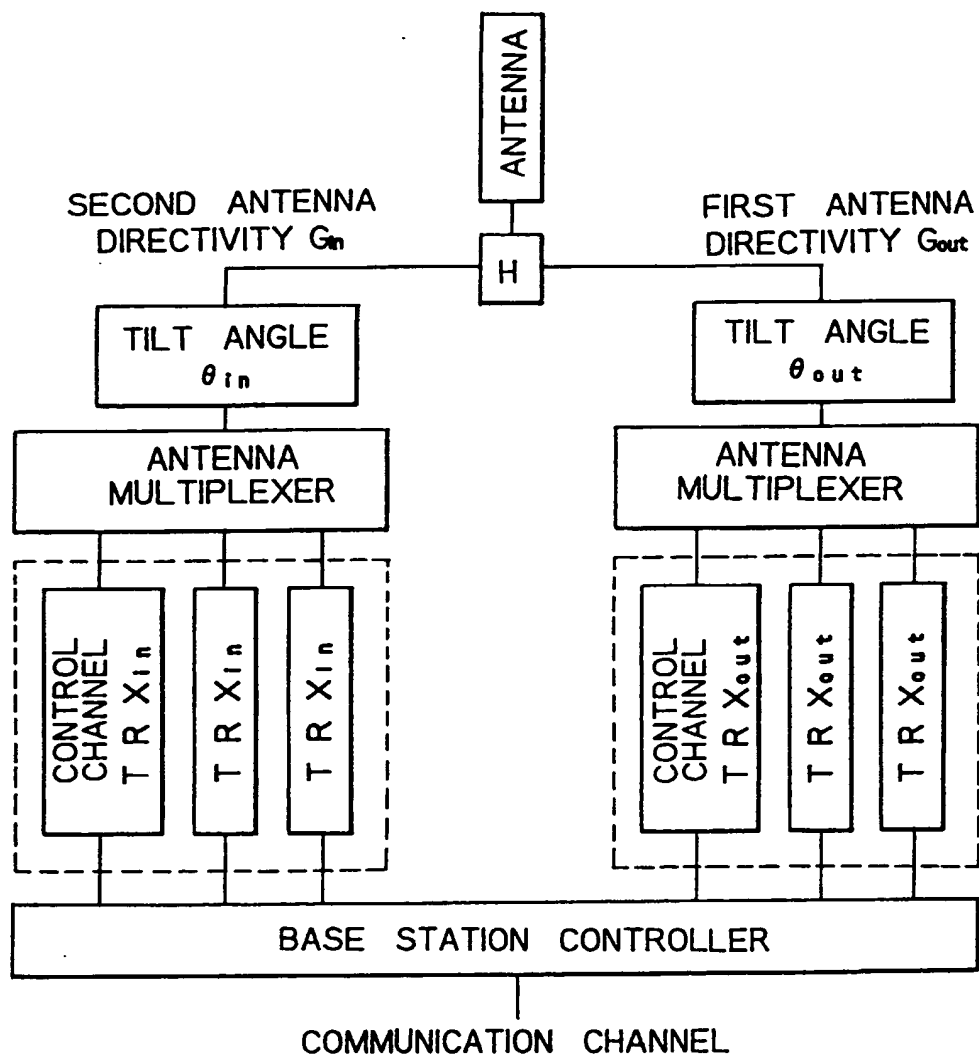 ANTENNA
SECOND ANTENNA
DIRECTIVITY Gin
FIRST ANTENNA
DIRECTIVITY Gout
H
TILT ANGLE
θin
TILT ANGLE
θout
ANTENNA
MULTIPLEXER
ANTENNA
MULTIPLEXER
CONTROL
CHANNEL
TRXin
TRXin
TRXin
CONTROL
CHANNEL
TRXout
TRXout
TRXout
BASE STATION CONTROLLER
COMMUNICATION CHANNEL